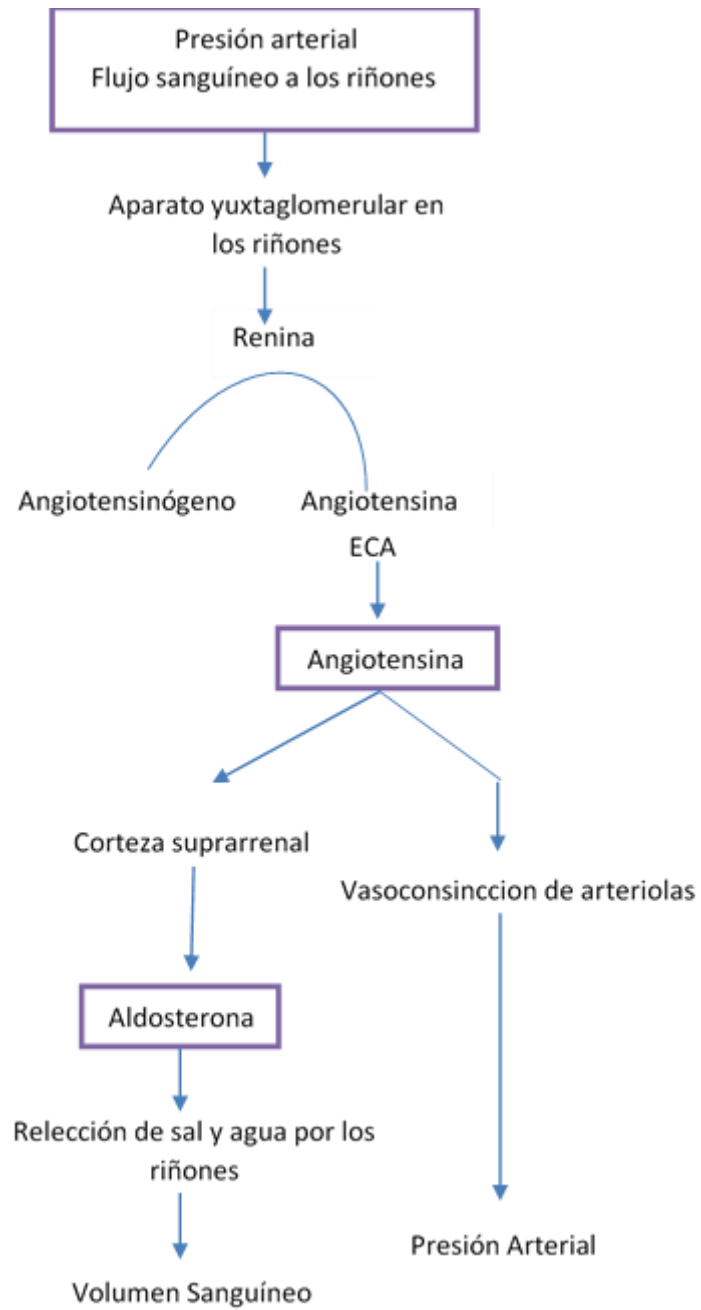 Presión arterial
Flujo sanguíneo a los riñones
Aparato yuxtaglomerular en
los riñones
Renina
Angiotensinógeno
Angiotensina
ECA
Angiotensina
Corteza suprarrenal
Vasoconsinccion de arteriolas
Aldosterona
Relección de sal y agua por los
riñones
Presión Arterial
Volumen Sanguíneo